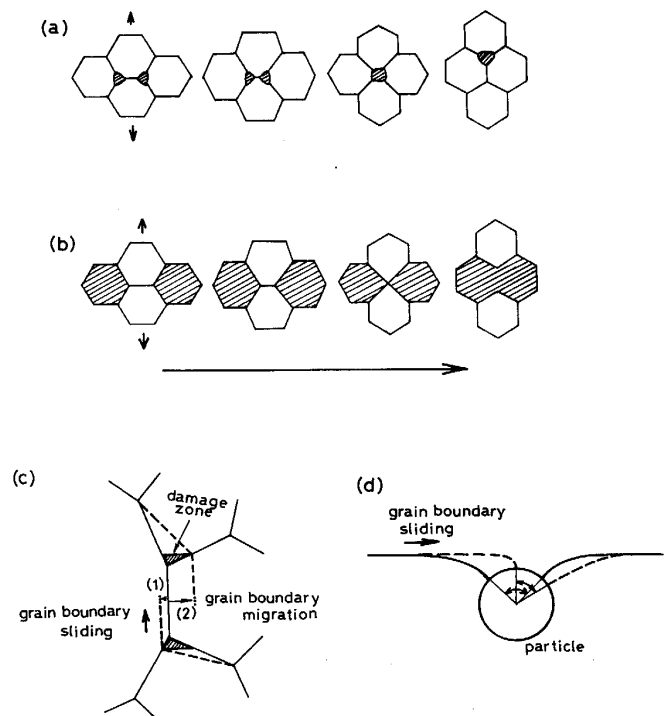 (a)
(b)
(c)
damage
zone
(1)
(2)
grain boundary
migration
grain boundary
sliding
(d)
grain boundary
sliding
particle